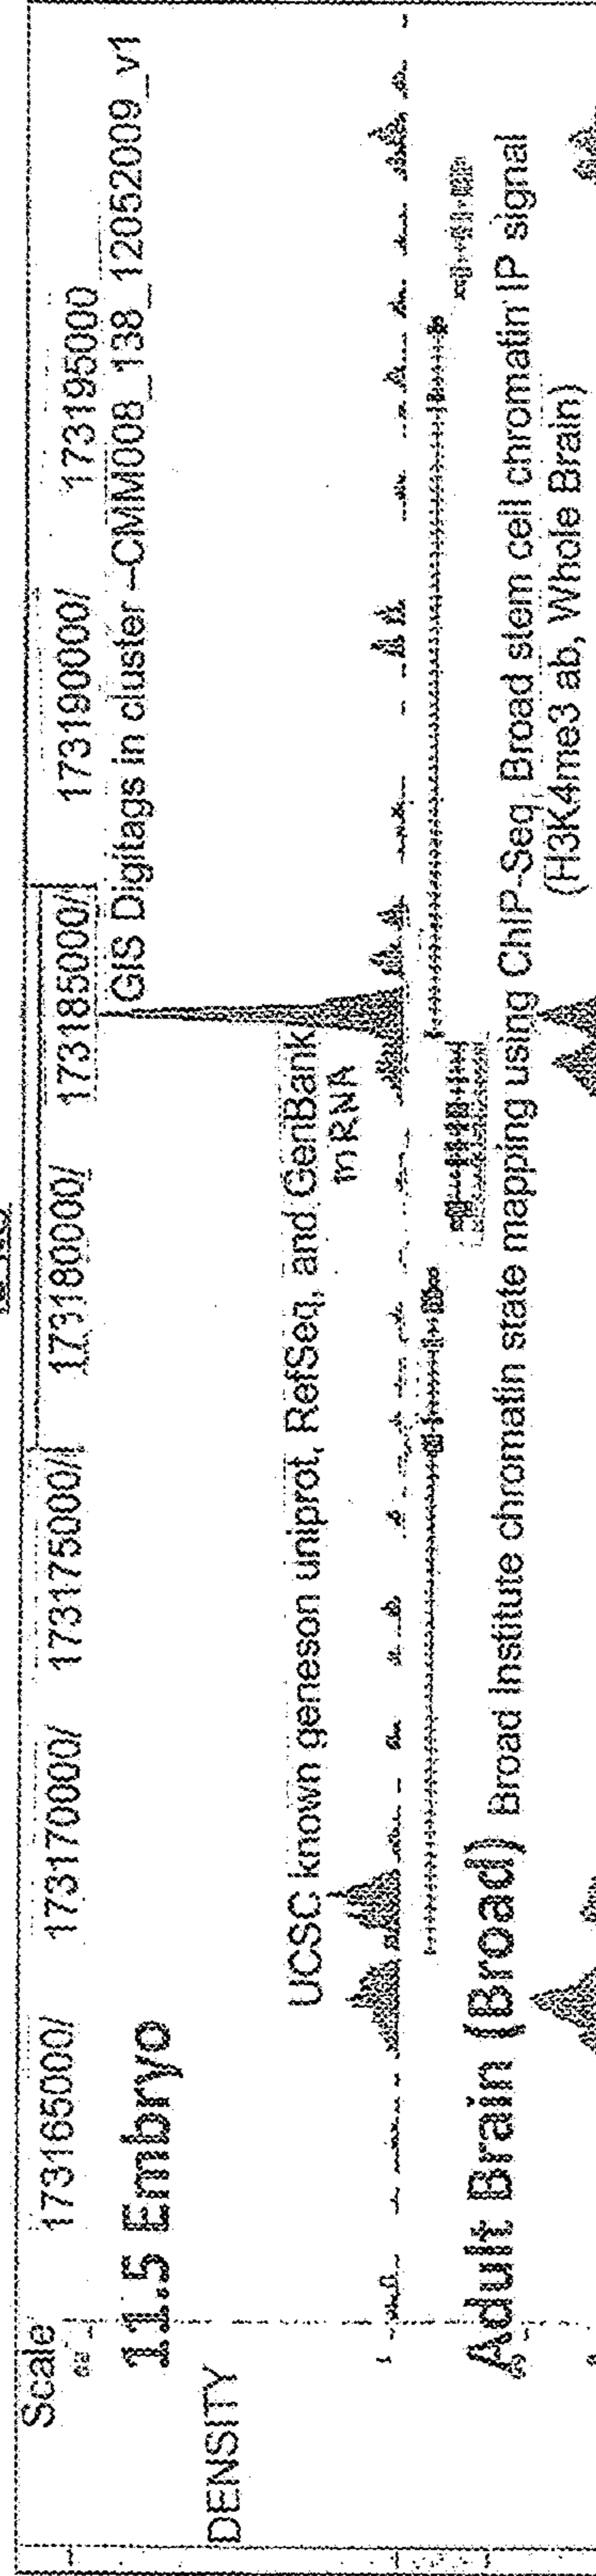 Scale
173165000/ 173170000/ 173175000/ 173180000/ 173185000/ 173190000/ 173195000
11.5 Embryo
GIS Digitags in cluster –CMM008_138_12052009_v1
DENSITY
UCSC known geneson uniprot, RefSeq, and GenBank
mRNA
1
Adult Brain (Broad) Broad Institute chromatin state mapping using ChIP-Seq, Broad stem cell chromatin IP signal
(H3K4me3 ab, Whole Brain)